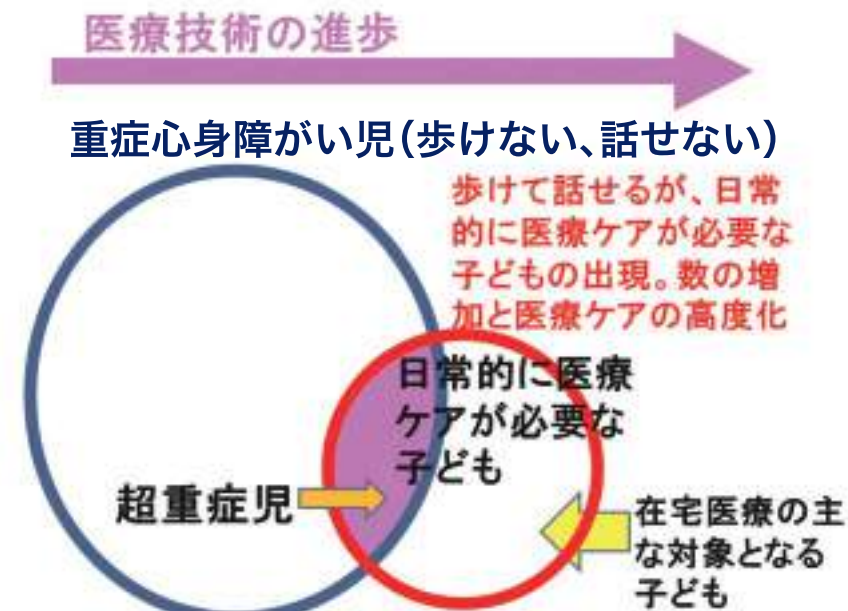 医療技術の進歩
重症心身障がい児(歩けない、話せない)
歩けて話せるが、日常
的に医療ケアが必要な
子どもの出現。数の増
加と医療ケアの高度化
日常的に医療
ケアが必要な
子ども
超重症児
在宅医療の主
な対象となる
子ども